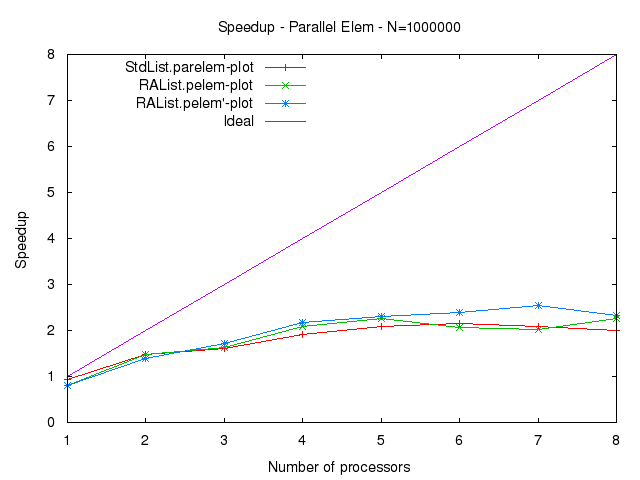 Speedup - Parallel Elem - N=1000000
StdList.parelem-plot
RAList.pelem-plot
RAList.pelem'-plot
Ideal
8
7
6
5
4
3
2
1
0
Speedup
1 2 3 4 5 6 7 8
Number of processors